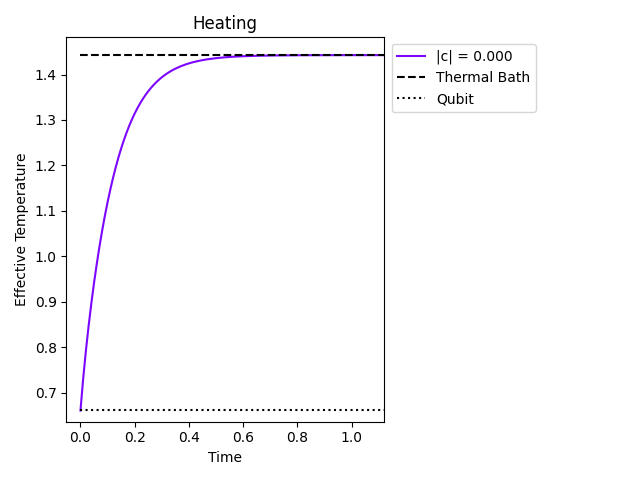 Heating
|c| = 0.000
Thermal Bath
Qubit
Effective Temperature
1.4
1.3
1.2
1.1
1.0
0.9
0.8
0.7
0.0 0.2 0.4 0.6 0.8 1.0
Time